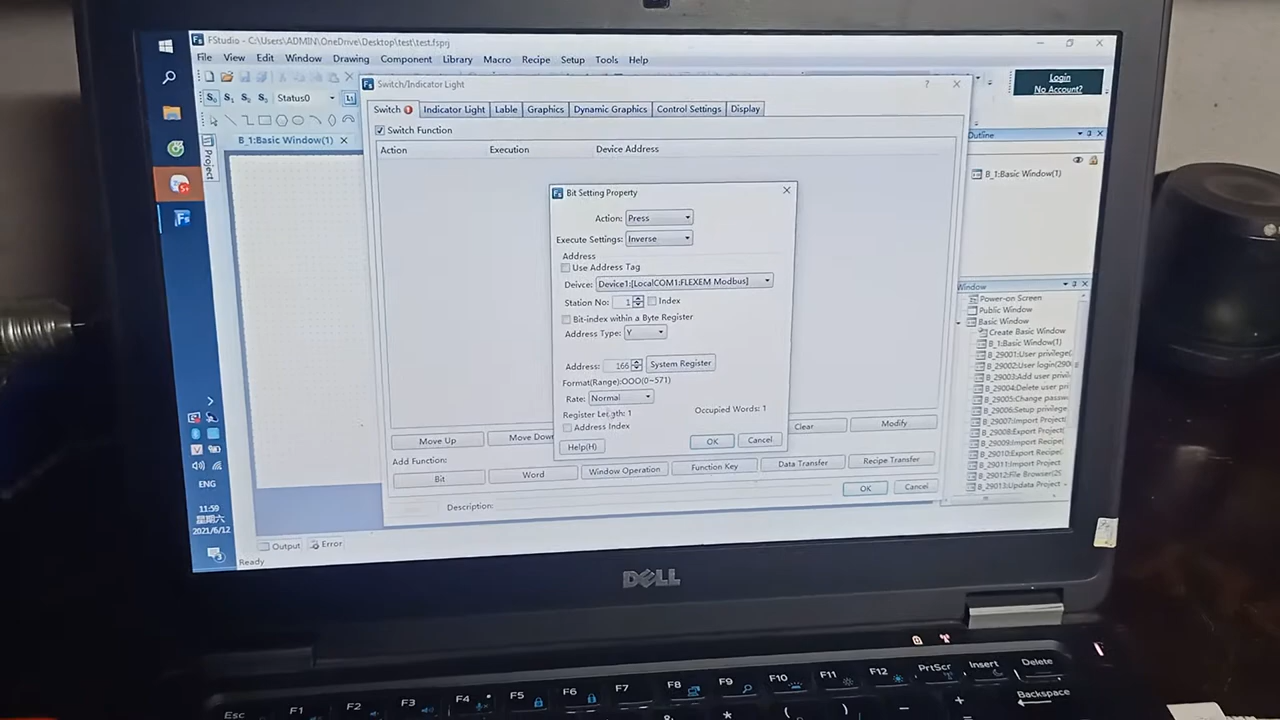 FStudio - C:\Users\ADMIN\OneDrive\Desktop\test\test.fsprj
File View Edit Window Drawing Component Library Macro Recipe Setup Tools Help
Login
No Account?
Status0
Project
B_1:Basic Window(1)
Switch/Indicator Light
Switch Indicator Light Lable Graphics Dynamic Graphics Control Settings Display
Switch Function
Action Execution Device Address
Bit Setting Property
Action: Press
Execute Settings: Inverse
Address
Use Address Tag
Deivce: Device1:[LocalCOM1:FLEXEM Modbus]
Station No: 1 Index
Bit-index within a Byte Register
Address Type: Y
Address: 166 System Register
Format(Range):OOO(0~571)
Rate: Normal
Register Length: 1
Occupied Words: 1
Address Index
Help(H) OK Cancel
Move Up Move Down Clear Modify
Add Function:
Bit Word Window Operation Function Key Data Transfer Recipe Transfer
OK Cancel
Description:
Outline
B_1:Basic Window(1)
Window
Power-on Screen
Public Window
Basic Window
Create Basic Window
B_1:Basic Window(1)
B_29001:User privilege(
B_29002:User login(290
B_29003:Add user privil
B_29004:Delete user pri
B_29005:Change passw
B_29006:Setup privilege
B_29007:Import Project(
B_29008:Export Project(
B_29009:Import Recipe(
B_29010:Export Recipe(
B_29011:Import Project
B_29012:File Browser(2
B_29013:Updata Project
Output Error
Ready
ENG
11:59
星期六
2021/6/12
DELL
Esc F1 F2 F3 F4 F5 F6 F7 F8 F9 F10 F11 F12 PrtScr Insert Delete
Backspace